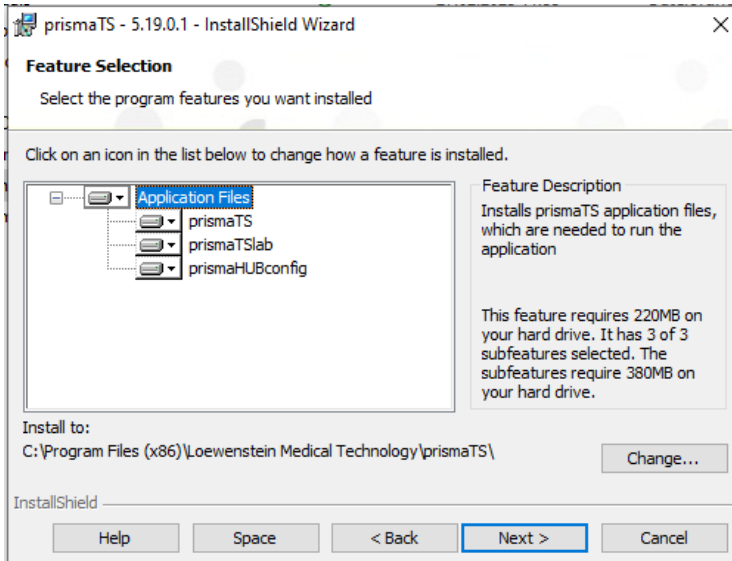 prismaTS - 5.19.0.1 - InstallShield Wizard
Feature Selection
Select the program features you want installed
Click on an icon in the list below to change how a feature is installed.
Application Files
prismaTS
prismaTSlab
prismaHUBconfig
Feature Description
Installs prismaTS application files,
which are needed to run the
application
This feature requires 220MB on
your hard drive. It has 3 of 3
subfeatures selected. The
subfeatures require 380MB on
your hard drive.
Install to:
C:\Program Files (x86)\Loewenstein Medical Technology\prismaTS\
Change...
InstallShield
Help
Space
< Back
Next >
Cancel